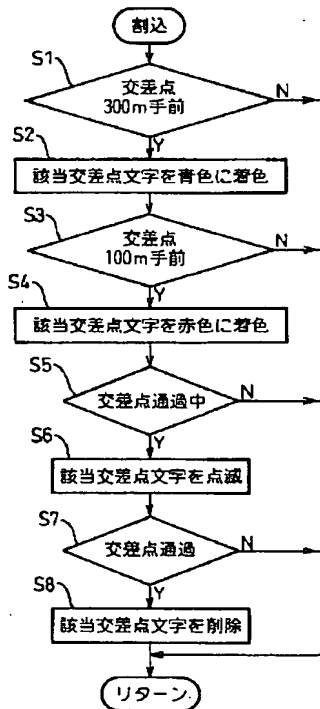 割込
S1
交差点
300m手前
N
Y
S2
該当交差点文字を青色に着色
S3
交差点
100m手前
N
Y
S4
該当交差点文字を赤色に着色
S5
交差点通過中
N
Y
S6
該当交差点文字を点滅
S7
交差点通過
N
Y
S8
該当交差点文字を削除
リターン